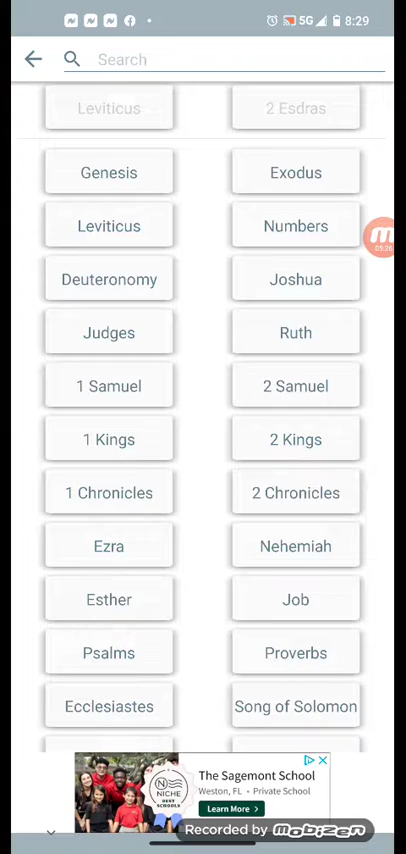 8:29
5G
Search
Leviticus 2 Esdras
Genesis Exodus
Leviticus Numbers
Deuteronomy Joshua
Judges Ruth
1 Samuel 2 Samuel
1 Kings 2 Kings
1 Chronicles 2 Chronicles
Ezra Nehemiah
Esther Job
Psalms Proverbs
Ecclesiastes Song of Solomon
09:26
NICHE
BEST
SCHOOLS
The Sagemont School
Weston, FL • Private School
Learn More >
Recorded by mobizen